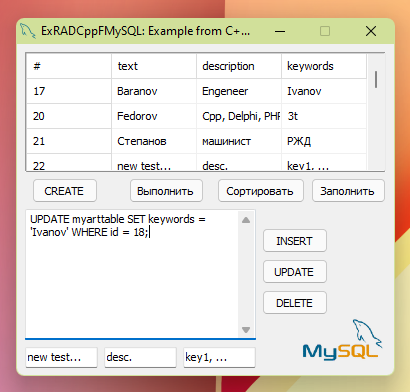 ExRADCppFMySQL: Example from C+...
# text description keywords
17 Baranov Engeneer Ivanov
20 Fedorov Cpp, Delphi, PHP 3t
21 Степанов машинист РЖД
22 new test... desc. key1, ...
CREATE Выполнить Сортировать Заполнить
UPDATE myarttable SET keywords =
'Ivanov' WHERE id = 18;
INSERT
UPDATE
DELETE
MySQL
new test... desc. key1, ...